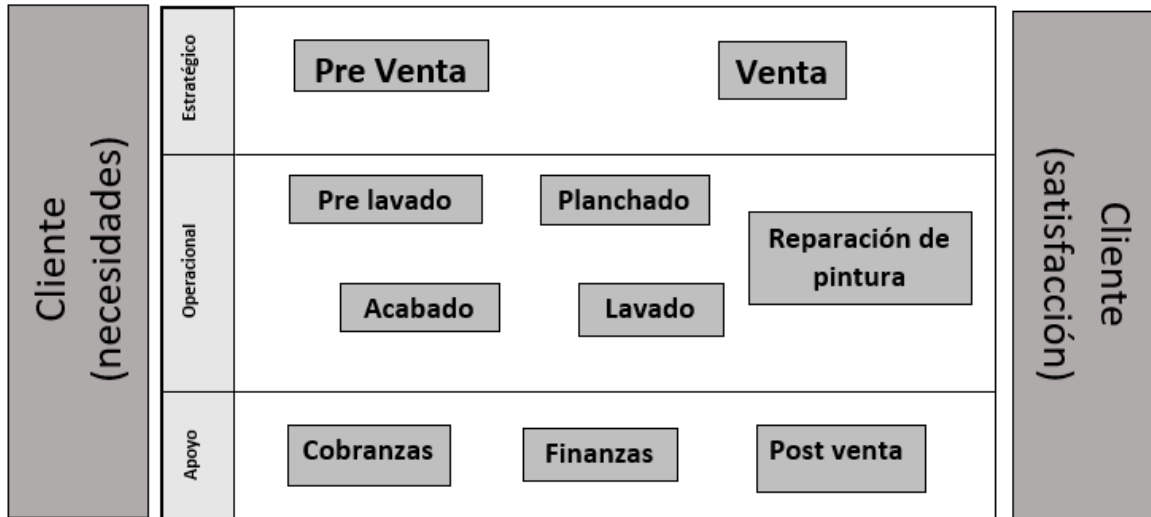 Cliente
(necesidades)
Estratégico
Pre Venta
Venta
Operacional
Pre lavado
Planchado
Reparación de
pintura
Acabado
Lavado
Apoyo
Cobranzas
Finanzas
Post venta
Cliente
(satisfacción)